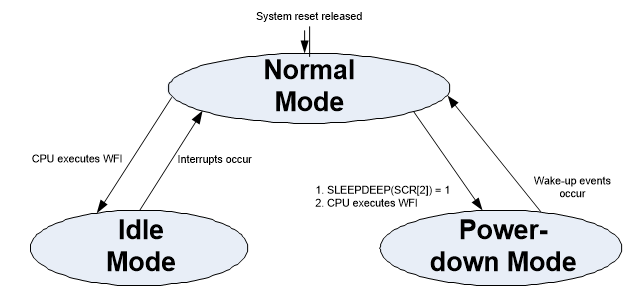 System reset released
Normal
Mode
CPU executes WFI
Interrupts occur
1. SLEEPDEEP(SCR[2]) = 1
2. CPU executes WFI
Wake-up events
occur
Idle
Mode
Power-
down Mode